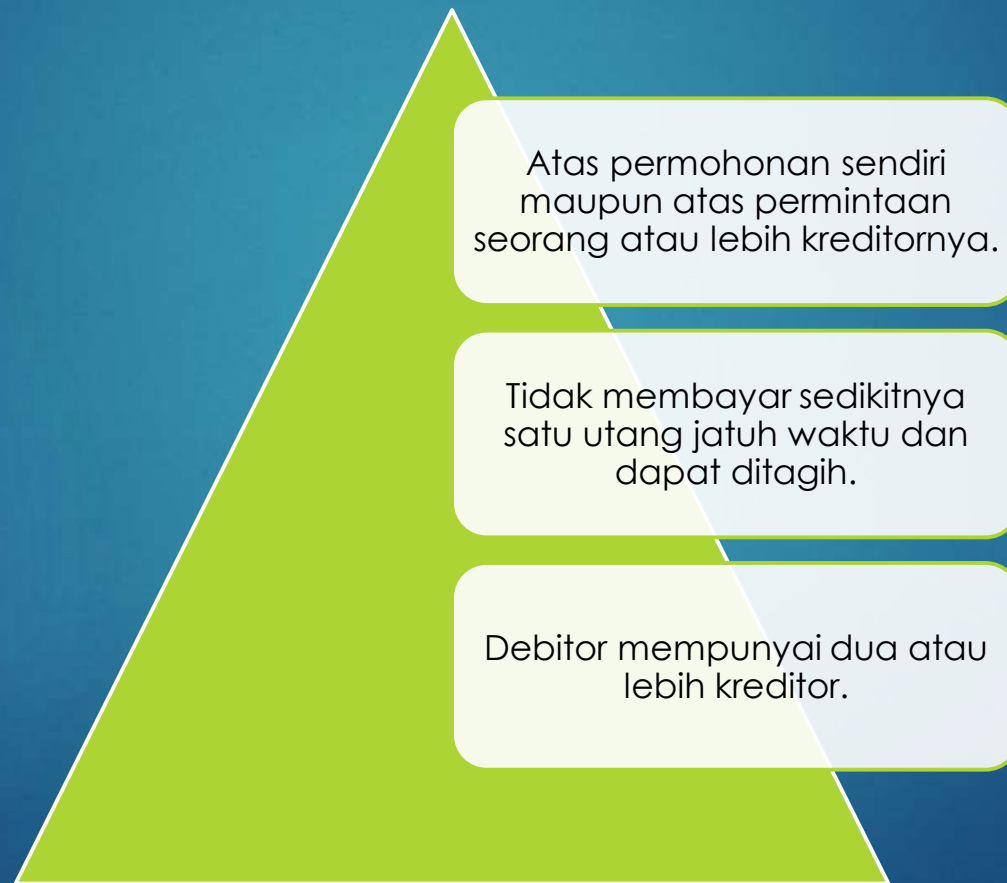 Atas permohonan sendiri
maupun atas permintaan
seorang atau lebih kreditornya.
Tidak membayar sedikitnya
satu utang jatuh waktu dan
dapat ditagih.
Debitor mempunyai dua atau
lebih kreditor.